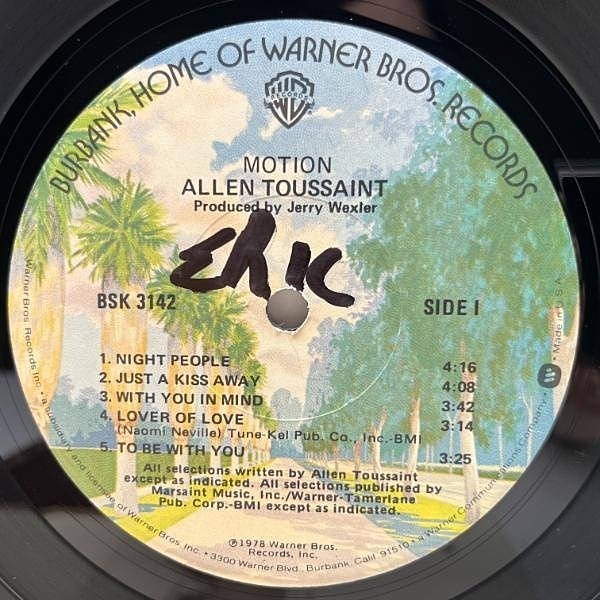 BURBANK, HOME OF WARNER BROS. RECORDS
WB
RECORDS
MOTION
ALLEN TOUSSAINT
Produced by Jerry Wexler
Eric
BSK 3142
SIDE I
1. NIGHT PEOPLE 4:16
2. JUST A KISS AWAY 4:08
3. WITH YOU IN MIND 3:42
4. LOVER OF LOVE 3:14
(Naomi Neville) Tune-Kel Pub. Co., Inc.-BMI
5. TO BE WITH YOU 3:25
All selections written by Allen Toussaint
except as indicated. All selections published by
Marsaint Music, Inc./Warner-Tamerlane
Pub. Corp.-BMI except as indicated.
℗1978 Warner Bros.
Records, Inc.
Warner Bros. Records Inc. • a subsidiary and licensee of Warner Bros. Inc. • 3300 Warner Blvd., Burbank, Calif. 91510 • a Warner Communications Company • Made in U.S.A.